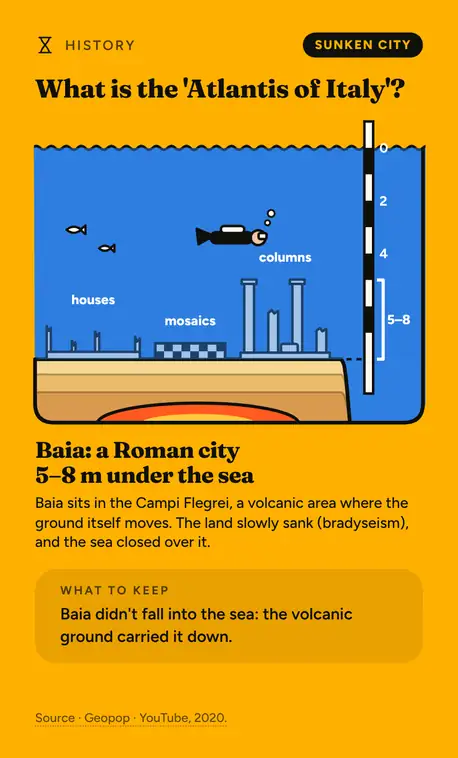 HISTORY
SUNKEN CITY
What is the 'Atlantis of Italy'?
0
2
4
columns
houses
mosaics
5–8
Baia: a Roman city
5–8 m under the sea
Baia sits in the Campi Flegrei, a volcanic area where the
ground itself moves. The land slowly sank (bradyseism),
and the sea closed over it.
WHAT TO KEEP
Baia didn't fall into the sea: the volcanic
ground carried it down.
Source · Geopop · YouTube, 2020.